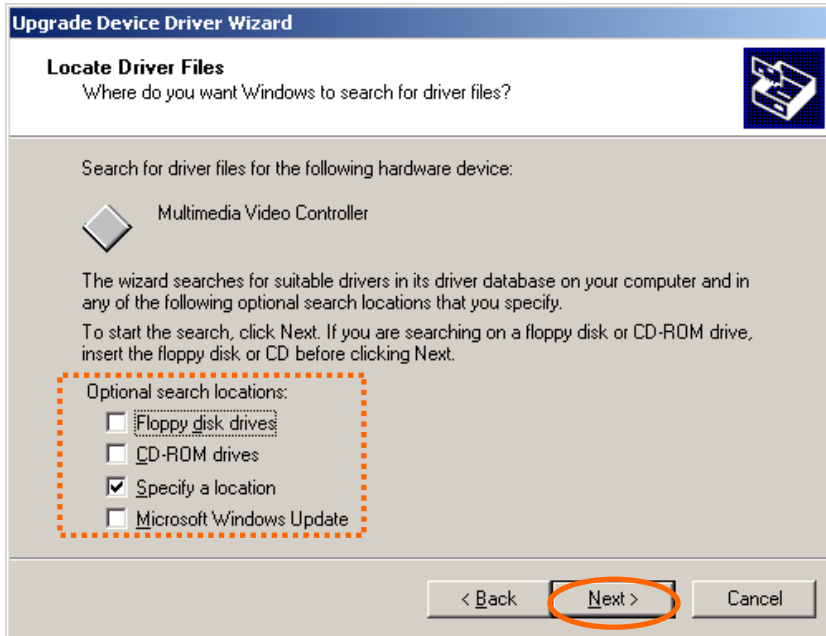 Upgrade Device Driver Wizard
Locate Driver Files
Where do you want Windows to search for driver files?
Search for driver files for the following hardware device:
Multimedia Video Controller
The wizard searches for suitable drivers in its driver database on your computer and in
any of the following optional search locations that you specify.
To start the search, click Next. If you are searching on a floppy disk or CD-ROM drive,
insert the floppy disk or CD before clicking Next.
Optional search locations:
Floppy disk drives
CD-ROM drives
Specify a location
Microsoft Windows Update
< Back Next > Cancel